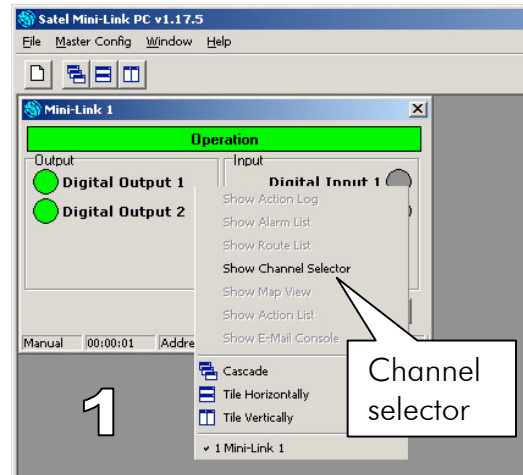 Satel Mini-Link PC v1.17.5
File Master Config Window Help
Mini-Link 1
Operation
Output
Input
Digital Output 1
Digital Input 1
Digital Output 2
Show Action Log
Show Alarm List
Show Route List
Show Channel Selector
Show Map View
Show Action List
Show E-Mail Console
Manual 00:00:01
Cascade
Tile Horizontally
Tile Vertically
✓ 1 Mini-Link 1
Channel
selector
1